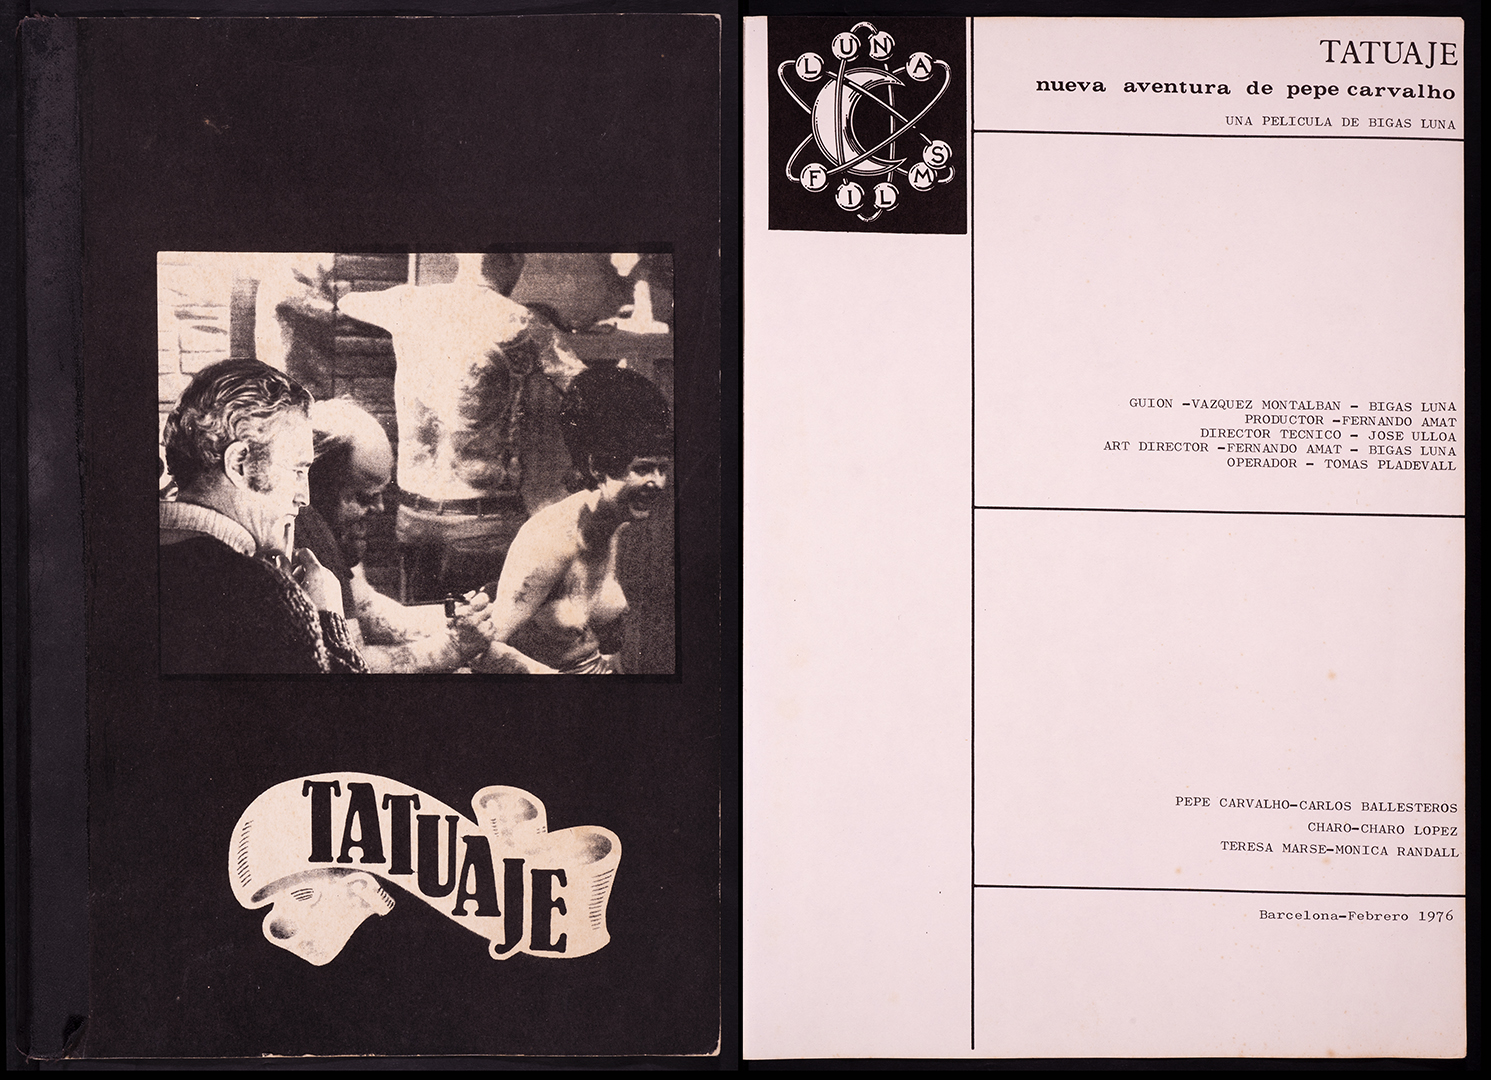 TATUAJE
LUNA
FILMS
TATUAJE
nueva aventura de pepe carvalho
UNA PELICULA DE BIGAS LUNA
GUION -VAZQUEZ MONTALBAN - BIGAS LUNA
PRODUCTOR -FERNANDO AMAT
DIRECTOR TECNICO - JOSE ULLOA
ART DIRECTOR -FERNANDO AMAT - BIGAS LUNA
OPERADOR - TOMAS PLADEVALL
PEPE CARVALHO-CARLOS BALLESTEROS
CHARO-CHARO LOPEZ
TERESA MARSE-MONICA RANDALL
Barcelona-Febrero 1976